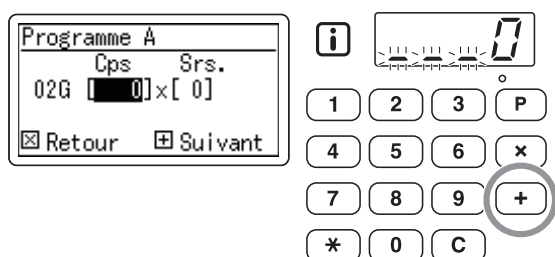 Programme A
Cps Srs.
02G [ 0]×[ 0]
☒ Retour ⊞ Suivant
i
_ _ _ 0
1 2 3 P
4 5 6 ×
7 8 9 +
* 0 C